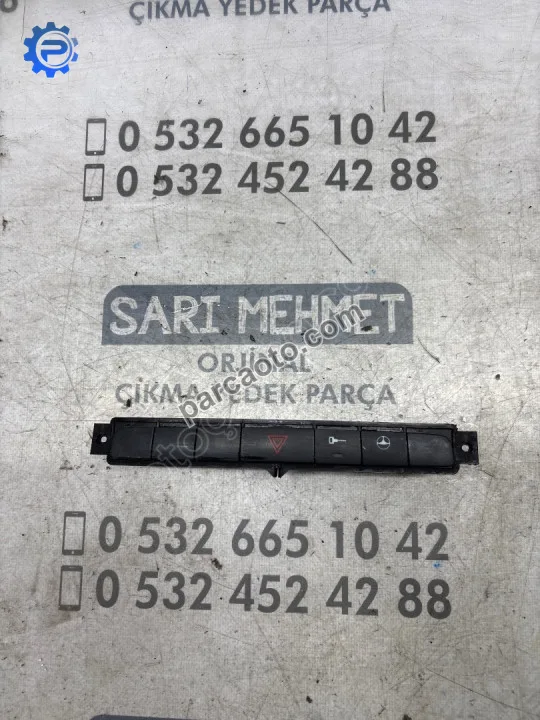 ÇIKMA YEDEK PARÇA
0 532 665 10 42
0 532 452 42 88
SARI MEHMET
ORJİNAL
ÇIKMA YEDEK PARÇA
parcaoto.com
0 532 665 10 42
0 532 452 42 88